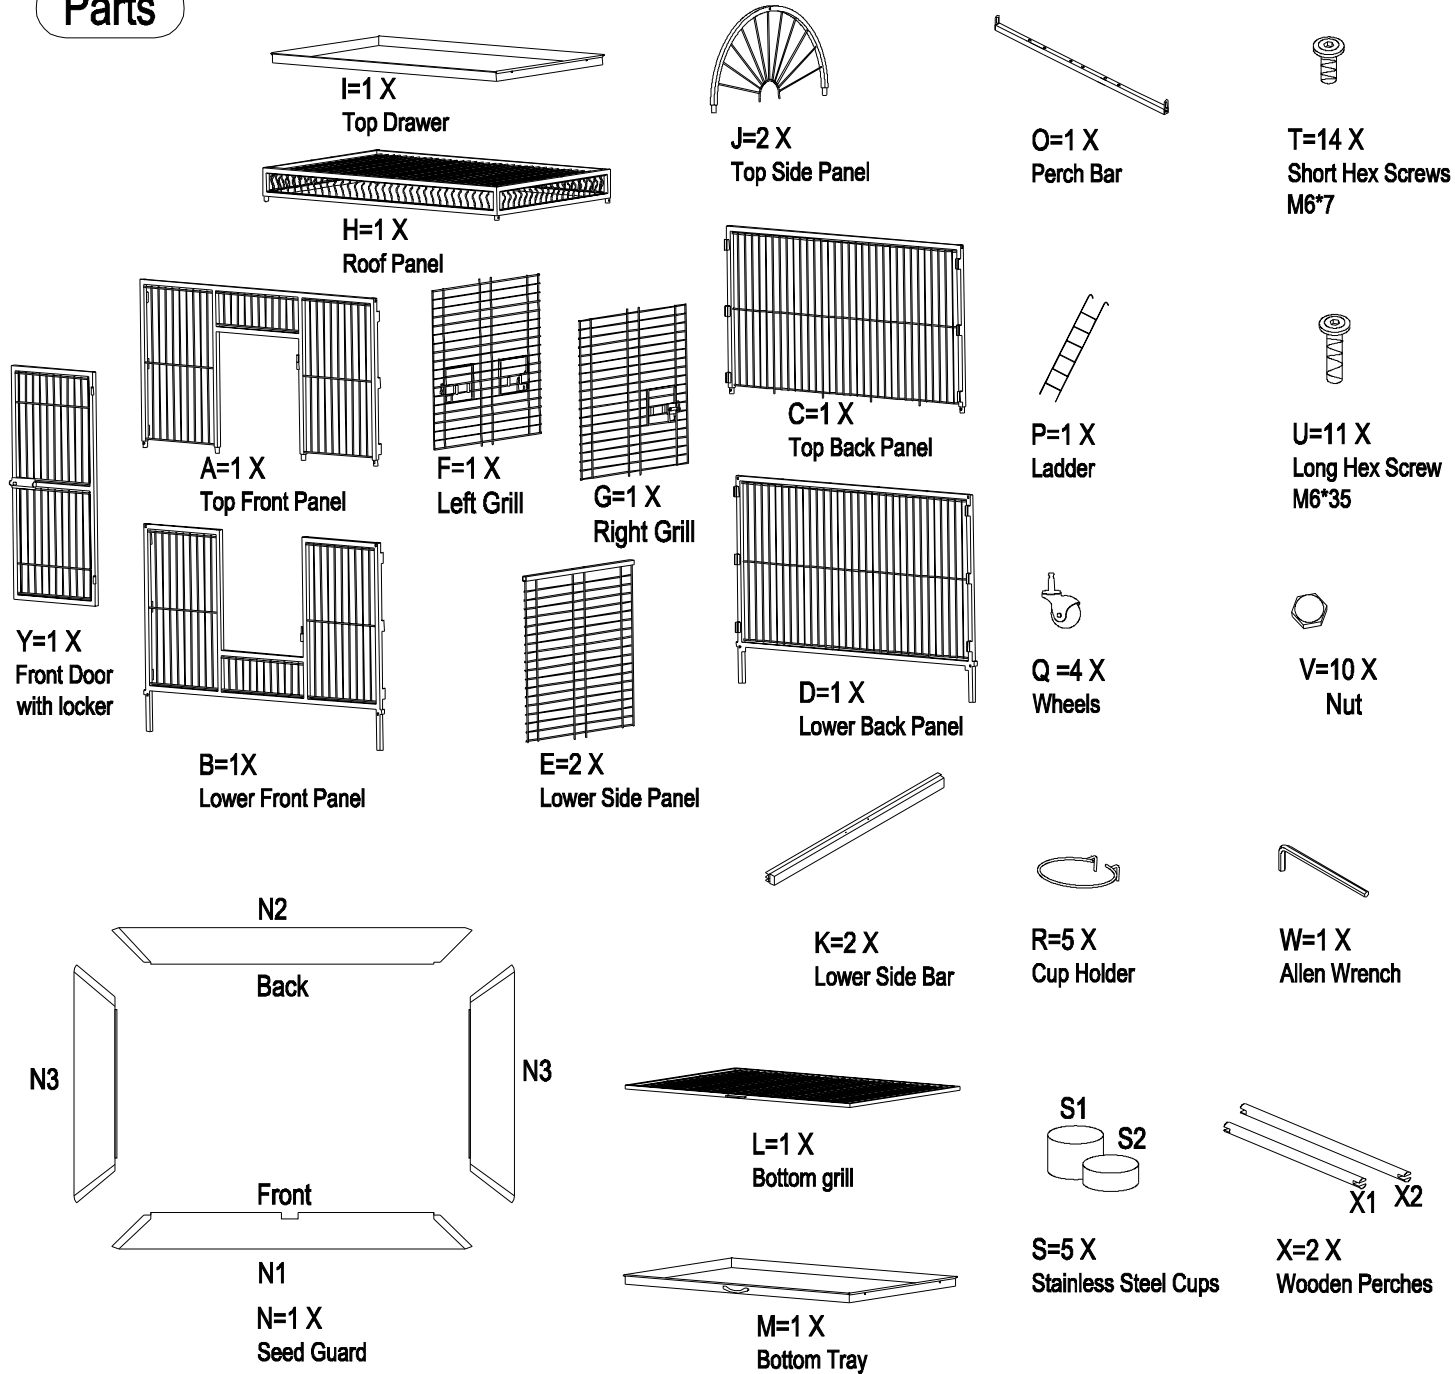 Parts
I=1 X
Top Drawer
J=2 X
Top Side Panel
O=1 X
Perch Bar
T=14 X
Short Hex Screws
M6*7
H=1 X
Roof Panel
A=1 X
Top Front Panel
F=1 X
Left Grill
G=1 X
Right Grill
C=1 X
Top Back Panel
P=1 X
Ladder
U=11 X
Long Hex Screw
M6*35
Y=1 X
Front Door
with locker
B=1X
Lower Front Panel
E=2 X
Lower Side Panel
D=1 X
Lower Back Panel
Q =4 X
Wheels
V=10 X
Nut
N2
Back
N3
N3
Front
N1
N=1 X
Seed Guard
K=2 X
Lower Side Bar
R=5 X
Cup Holder
W=1 X
Allen Wrench
L=1 X
Bottom grill
S1
S2
S=5 X
Stainless Steel Cups
X1
X2
X=2 X
Wooden Perches
M=1 X
Bottom Tray